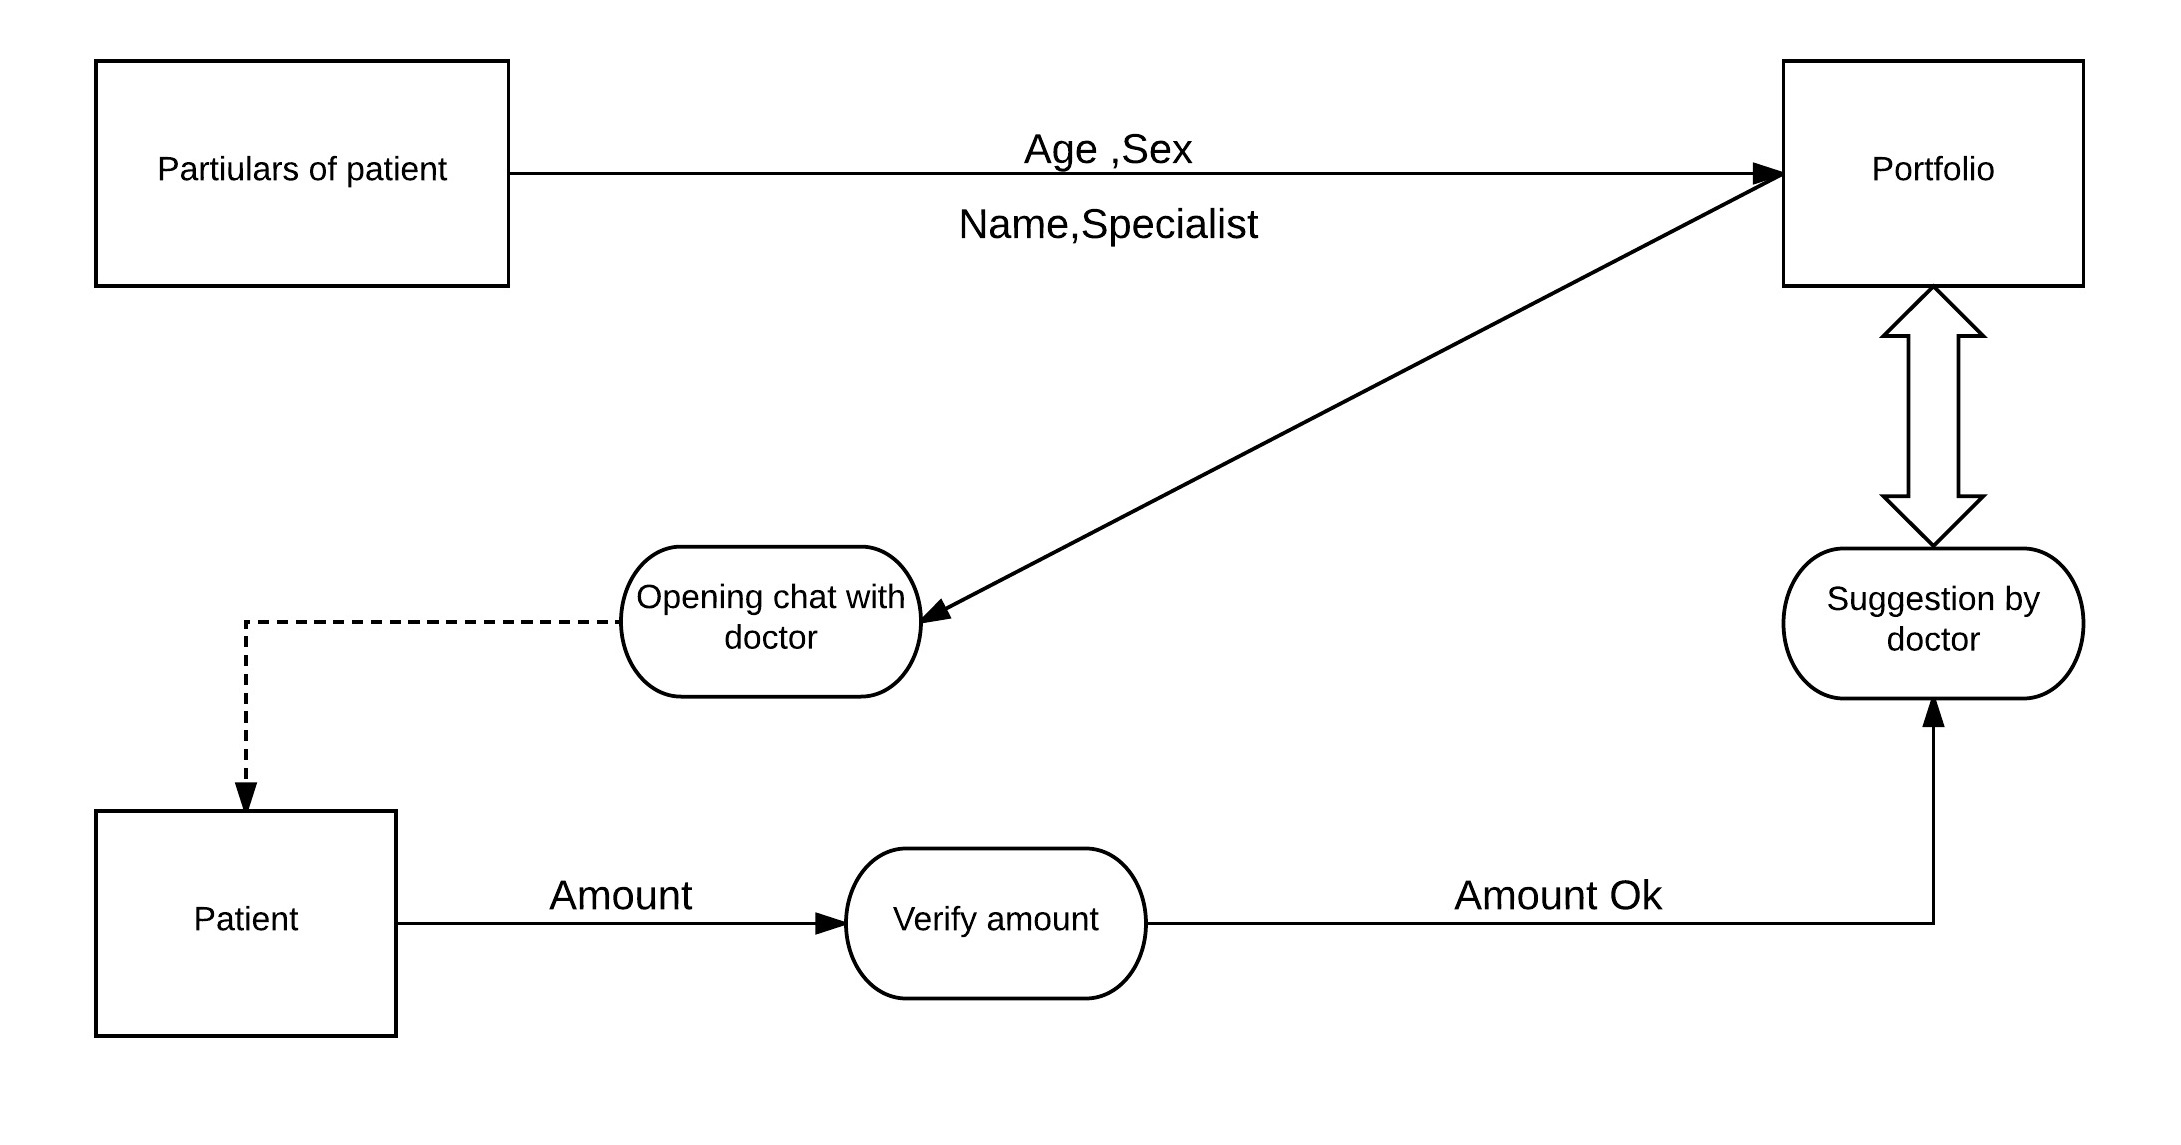 Age ,Sex
Partiulars of patient
Portfolio
Name,Specialist
Opening chat with
doctor
Suggestion by
doctor
Amount
Amount Ok
Patient
Verify amount